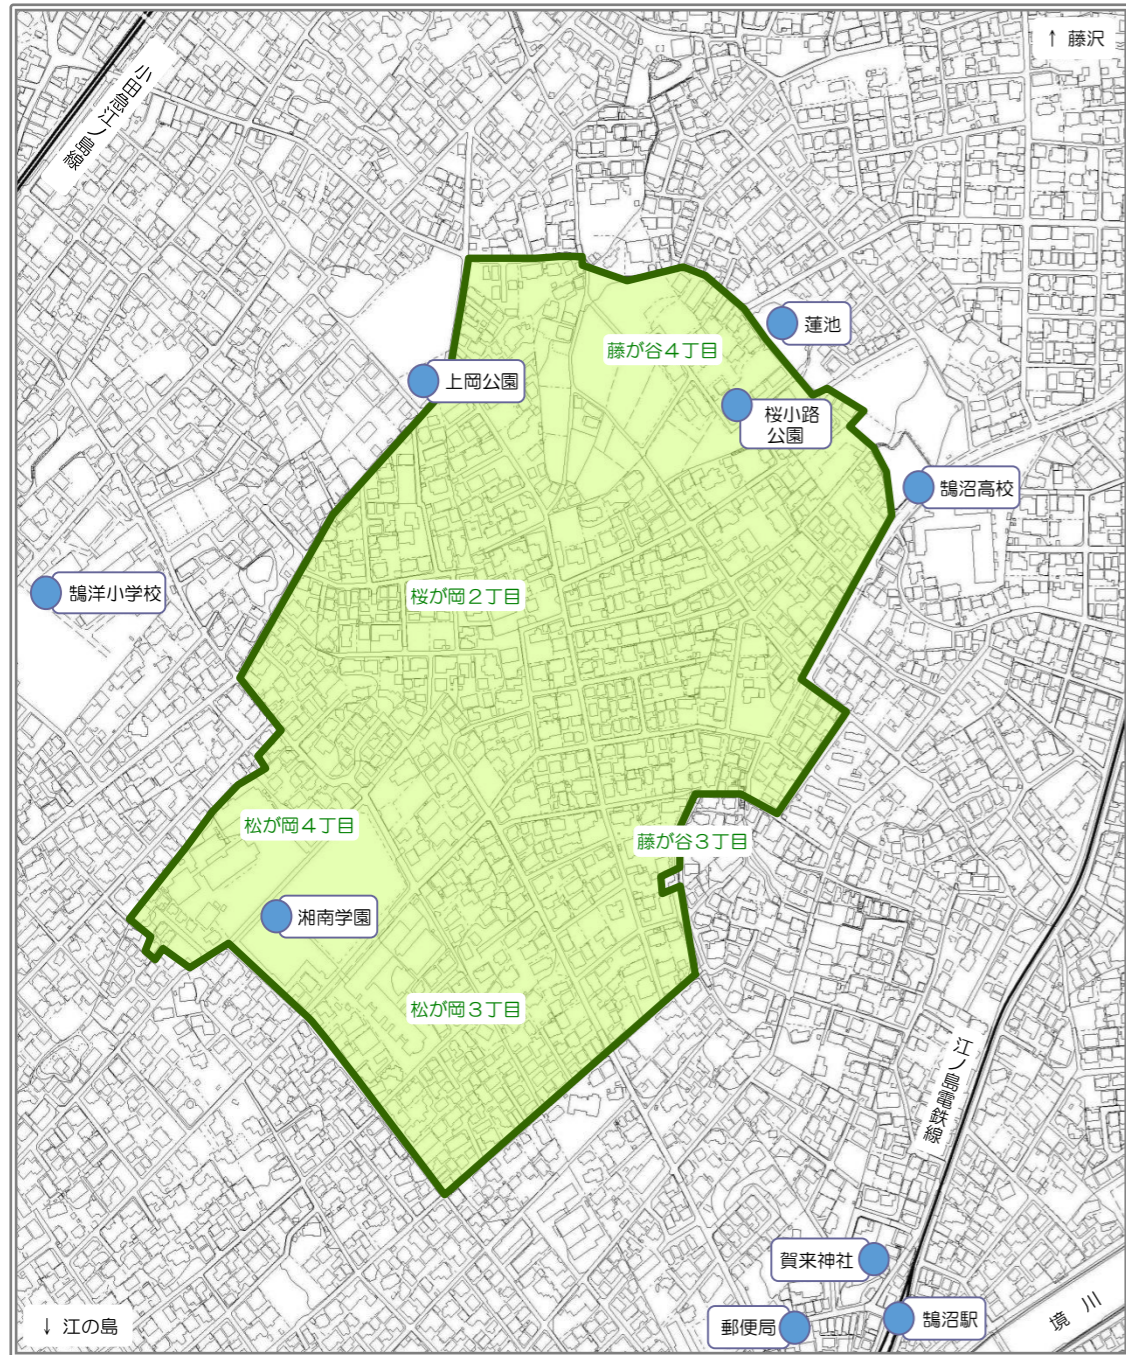 ↑ 藤沢
小田急江ノ島線
蓮池
藤が谷4丁目
上岡公園
桜小路
公園
鵠沼高校
鵠洋小学校
桜が岡2丁目
松が岡4丁目
藤が谷3丁目
湘南学園
松が岡3丁目
江ノ島電鉄線
賀来神社
鵠沼駅
郵便局
境川
↓ 江の島